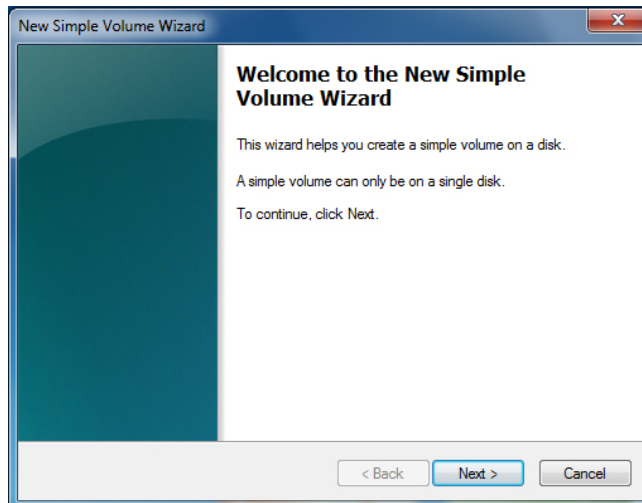 New Simple Volume Wizard
Welcome to the New Simple
Volume Wizard
This wizard helps you create a simple volume on a disk.
A simple volume can only be on a single disk.
To continue, click Next.
< Back
Next >
Cancel